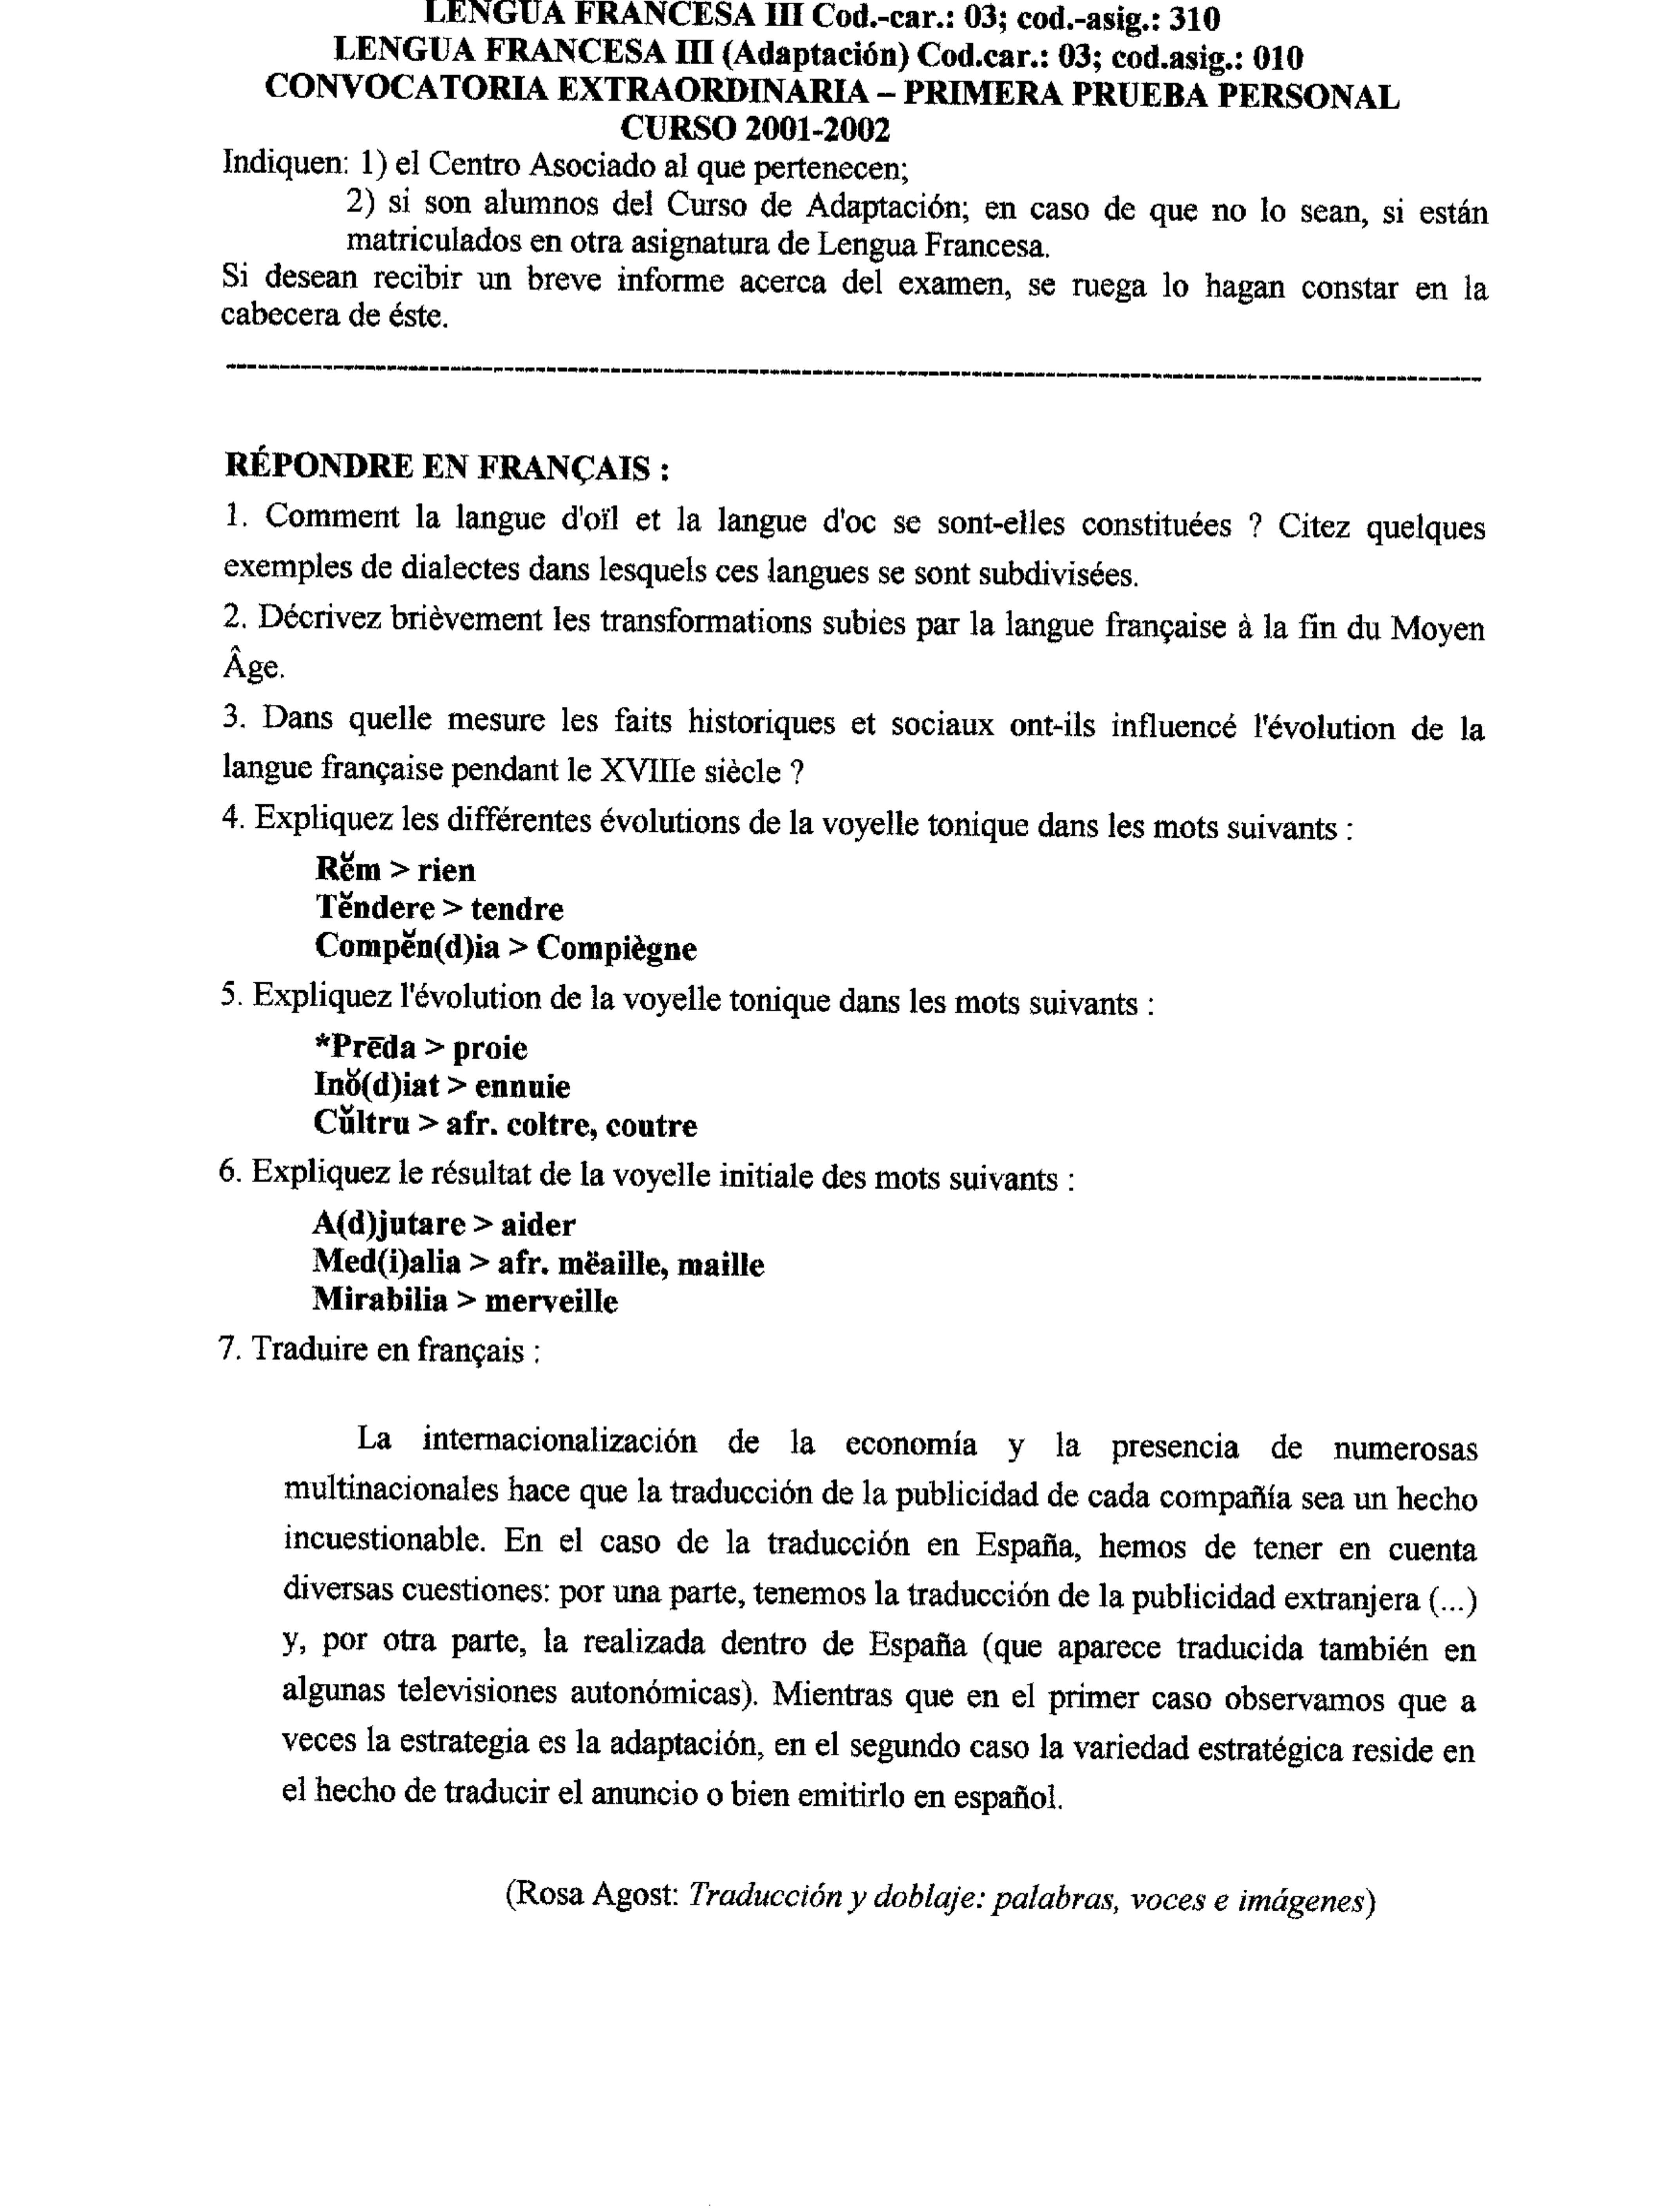 LENGUA FRANCESA III Cod.-car.: 03; cod.-asig.: 310
LENGUA FRANCESA III (Adaptación) Cod.car.: 03; cod.asig.: 010
CONVOCATORIA EXTRAORDINARIA – PRIMERA PRUEBA PERSONAL
CURSO 2001-2002
Indiquen: 1) el Centro Asociado al que pertenecen;
2) si son alumnos del Curso de Adaptación; en caso de que no lo sean, si están
matriculados en otra asignatura de Lengua Francesa.
Si desean recibir un breve informe acerca del examen, se ruega lo hagan constar en la
cabecera de éste.
RÉPONDRE EN FRANÇAIS :
1. Comment la langue d'oïl et la langue d'oc se sont-elles constituées ? Citez quelques
exemples de dialectes dans lesquels ces langues se sont subdivisées.
2. Décrivez brièvement les transformations subies par la langue française à la fin du Moyen
Âge.
3. Dans quelle mesure les faits historiques et sociaux ont-ils influencé l'évolution de la
langue française pendant le XVIIIe siècle ?
4. Expliquez les différentes évolutions de la voyelle tonique dans les mots suivants :
Rĕm > rien
Tĕndere > tendre
Compĕn(d)ia > Compiègne
5. Expliquez l'évolution de la voyelle tonique dans les mots suivants :
*Prēda > proie
Inŏ(d)iat > ennuie
Cŭltru > afr. coltre, coutre
6. Expliquez le résultat de la voyelle initiale des mots suivants :
A(d)jutare > aider
Med(i)alia > afr. mëaille, maille
Mirabilia > merveille
7. Traduire en français :
La internacionalización de la economía y la presencia de numerosas
multinacionales hace que la traducción de la publicidad de cada compañía sea un hecho
incuestionable. En el caso de la traducción en España, hemos de tener en cuenta
diversas cuestiones: por una parte, tenemos la traducción de la publicidad extranjera (...)
y, por otra parte, la realizada dentro de España (que aparece traducida también en
algunas televisiones autonómicas). Mientras que en el primer caso observamos que a
veces la estrategia es la adaptación, en el segundo caso la variedad estratégica reside en
el hecho de traducir el anuncio o bien emitirlo en español.
(Rosa Agost: Traducción y doblaje: palabras, voces e imágenes)